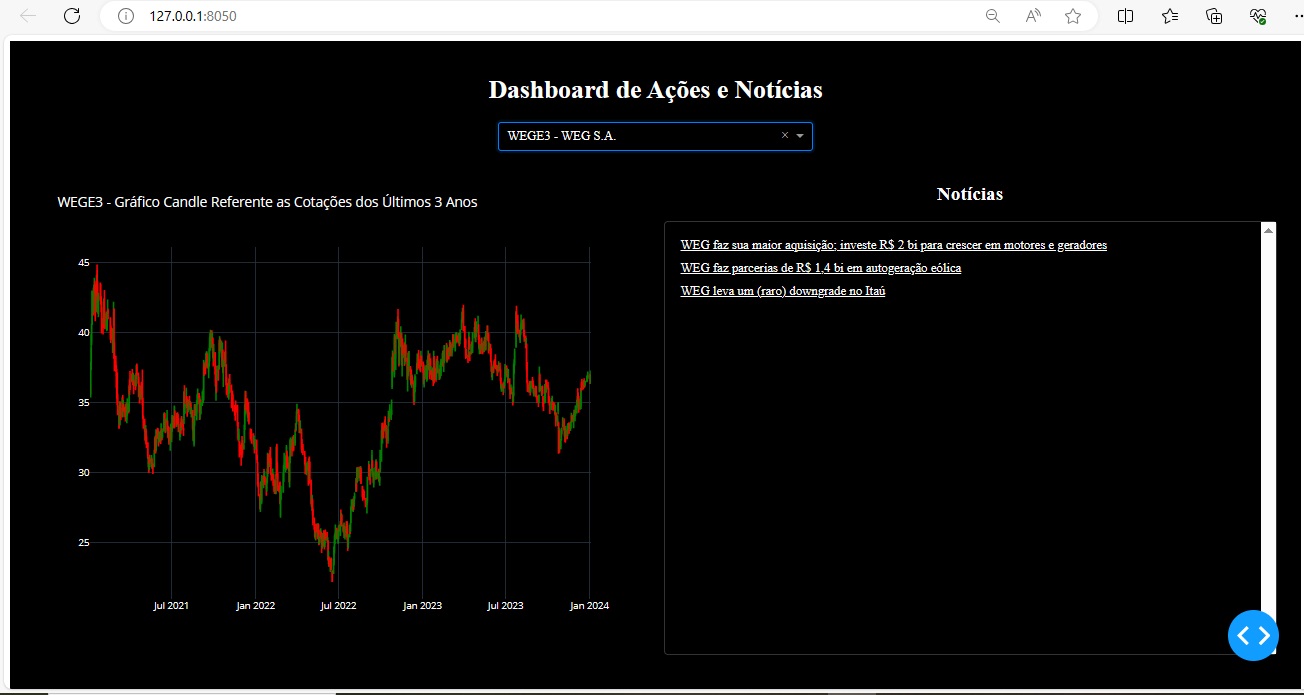 127.0.0.1:8050
Dashboard de Ações e Notícias
WEGE3 - WEG S.A.
WEGE3 - Gráfico Candle Referente as Cotações dos Últimos 3 Anos
45
40
35
30
25
Jul 2021
Jan 2022
Jul 2022
Jan 2023
Jul 2023
Jan 2024
Notícias
WEG faz sua maior aquisição; investe R$ 2 bi para crescer em motores e geradores
WEG faz parcerias de R$ 1,4 bi em autogeração eólica
WEG leva um (raro) downgrade no Itaú